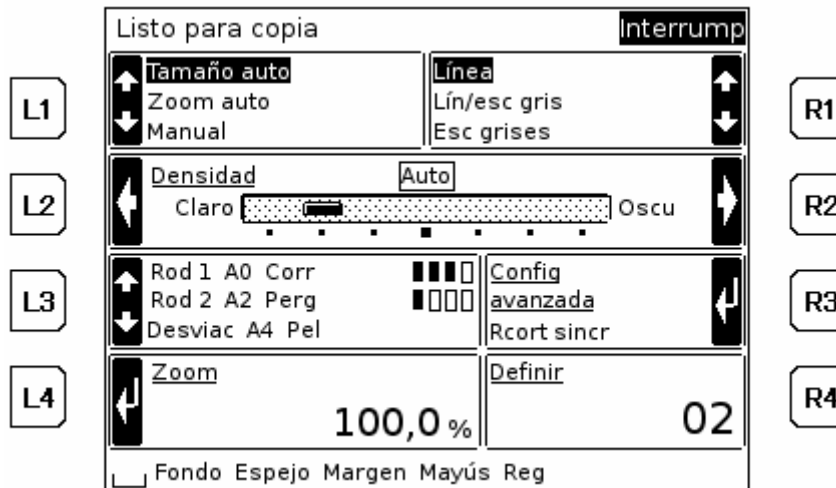 Listo para copia Interrump
L1 Tamaño auto Línea R1
Zoom auto Lín/esc gris
Manual Esc grises
Densidad Auto
L2 Claro Oscu R2
Rod 1 A0 Corr Config
L3 Rod 2 A2 Perg avanzada R3
Desviac A4 Pel Rcort sincr
Zoom Definir
L4 100,0 % 02 R4
Fondo Espejo Margen Mayús Reg